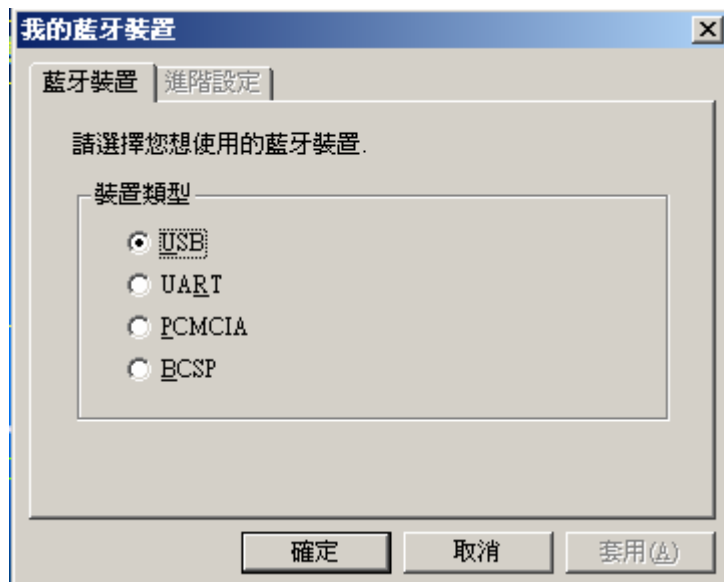 我的藍牙裝置
藍牙裝置 進階設定
請選擇您想使用的藍牙裝置.
裝置類型
USB
UART
PCMCIA
BCSP
確定 取消 套用(A)